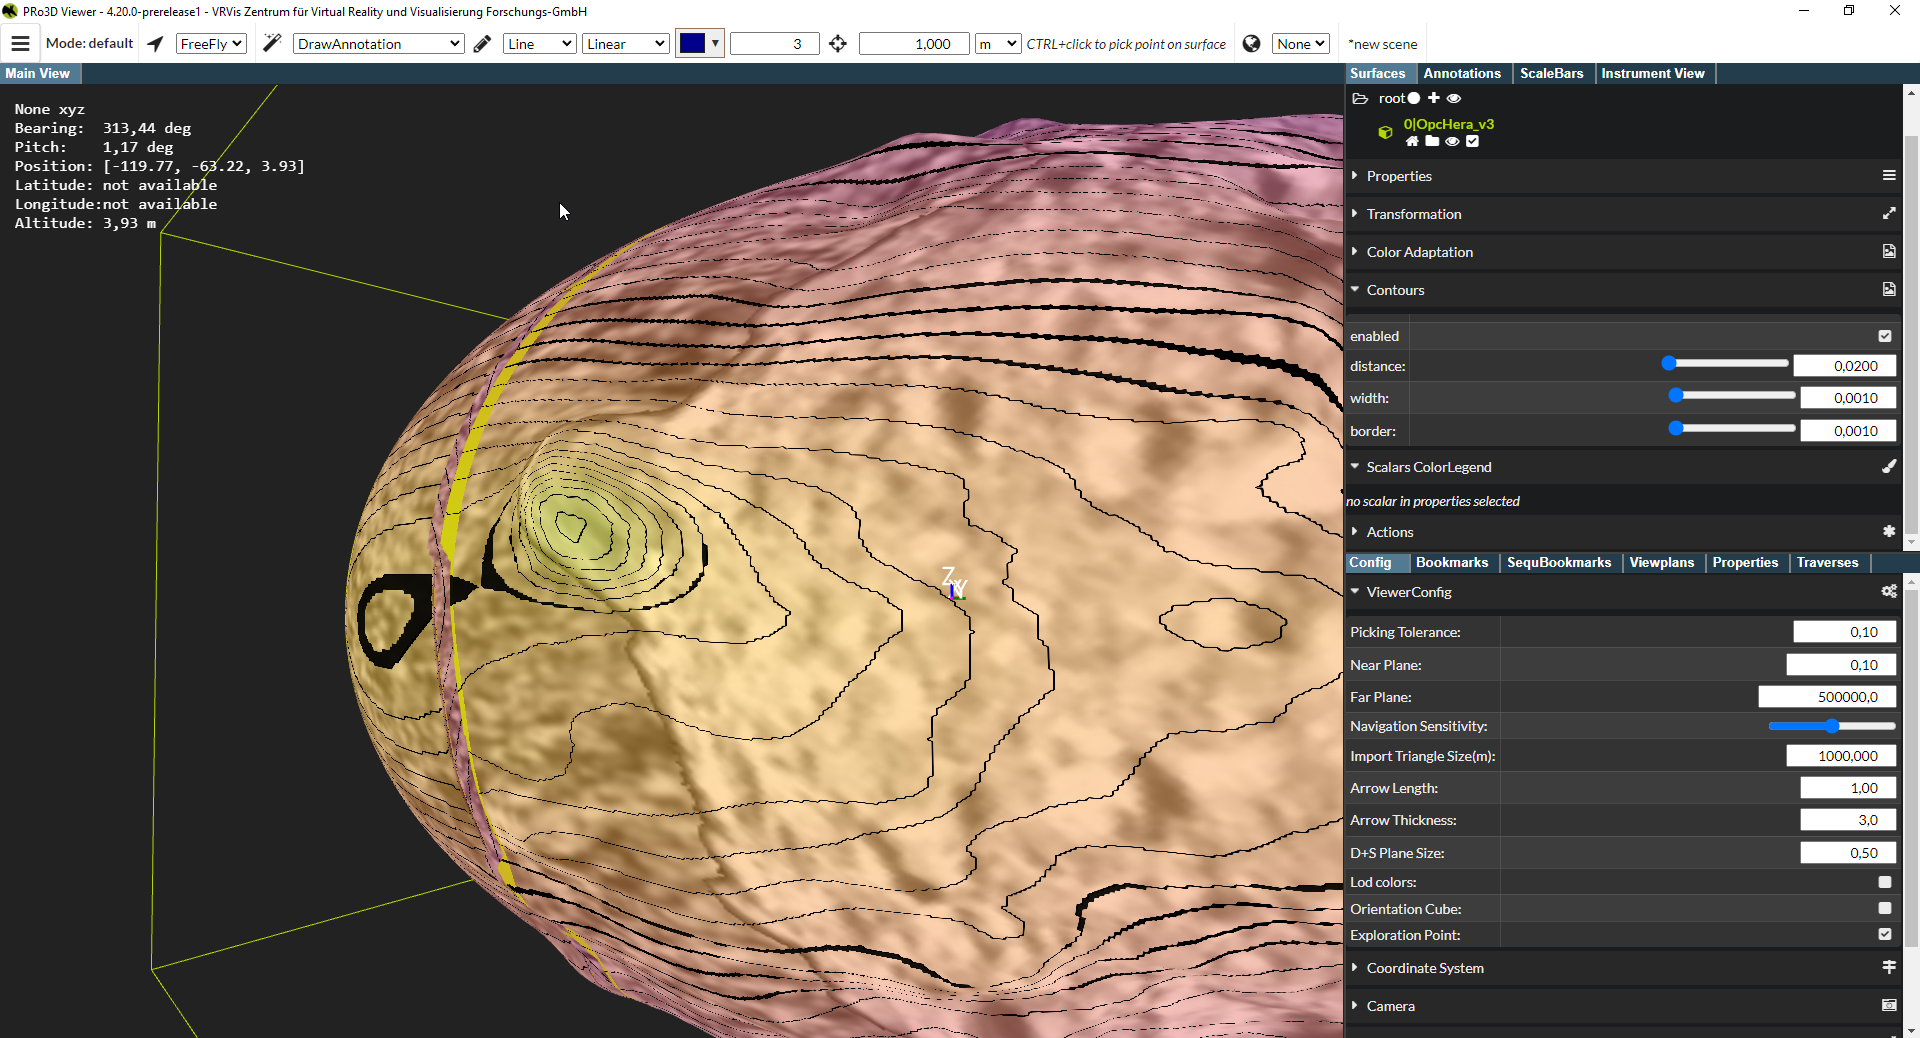 PRo3D Viewer - 4.20.0-prerelease1 - VRVis Zentrum für Virtual Reality und Visualisierung Forschungs-GmbH
Mode: default FreeFly DrawAnnotation Line Linear 3 1,000 m CTRL+click to pick point on surface None *new scene
Main View
None xyz
Bearing: 313,44 deg
Pitch: 1,17 deg
Position: [-119.77, -63.22, 3.93]
Latitude: not available
Longitude:not available
Altitude: 3,93 m
Z
Y
X
Surfaces Annotations ScaleBars Instrument View
root
0|OpcHera_v3
Properties
Transformation
Color Adaptation
Contours
enabled
distance: 0,0200
width: 0,0010
border: 0,0010
Scalars ColorLegend
no scalar in properties selected
Actions
Config Bookmarks SequBookmarks Viewplans Properties Traverses
ViewerConfig
Picking Tolerance: 0,10
Near Plane: 0,10
Far Plane: 500000,0
Navigation Sensitivity:
Import Triangle Size(m): 1000,000
Arrow Length: 1,00
Arrow Thickness: 3,0
D+S Plane Size: 0,50
Lod colors:
Orientation Cube:
Exploration Point:
Coordinate System
Camera